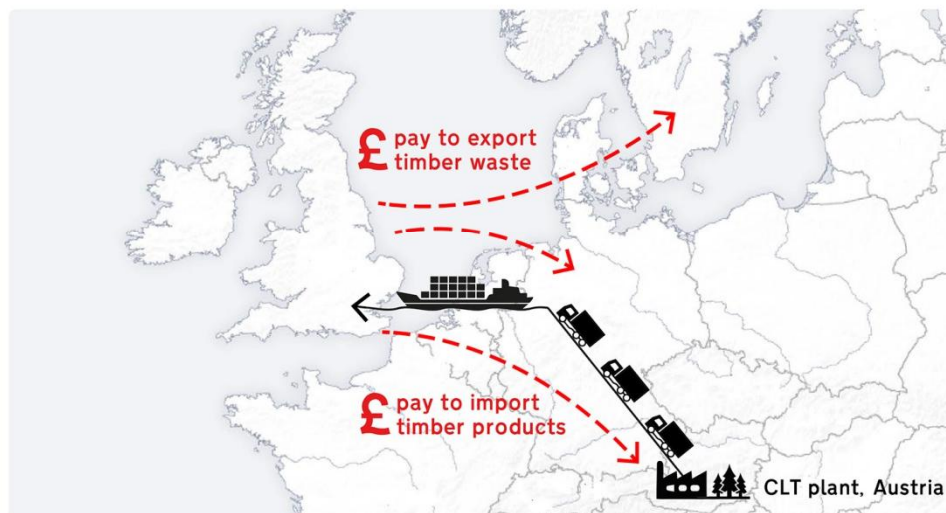 £ pay to export
timber waste
£ pay to import
timber products
CLT plant, Austria